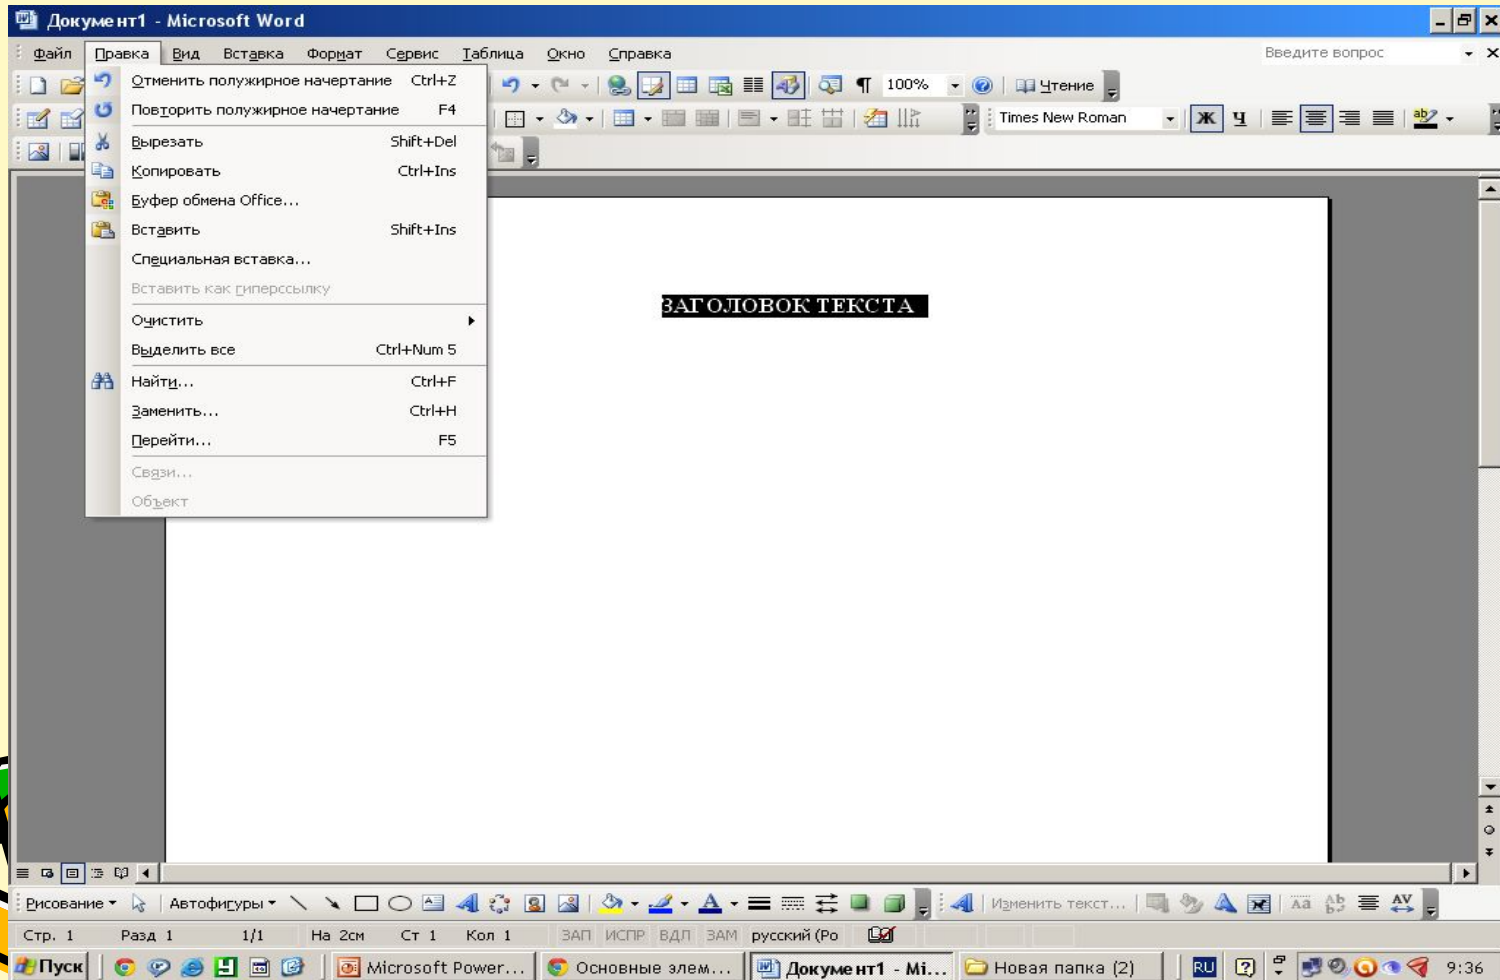 Документ1 - Microsoft Word
Файл Правка Вид Вставка Формат Сервис Таблица Окно Справка Введите вопрос
100% Чтение
Times New Roman Ж Ч
Отменить полужирное начертание Ctrl+Z
Повторить полужирное начертание F4
Вырезать Shift+Del
Копировать Ctrl+Ins
Буфер обмена Office...
Вставить Shift+Ins
Специальная вставка...
Вставить как гиперссылку
Очистить
Выделить все Ctrl+Num 5
Найти... Ctrl+F
Заменить... Ctrl+H
Перейти... F5
Связи...
Объект
ЗАГОЛОВОК ТЕКСТА
Рисование Автофигуры Изменить текст...
Стр. 1 Разд 1 1/1 На 2см Ст 1 Кол 1 ЗАП ИСПР ВДЛ ЗАМ русский (Ро
Пуск Microsoft Power... Основные элем... Документ1 - Mi... Новая папка (2) RU 9:36